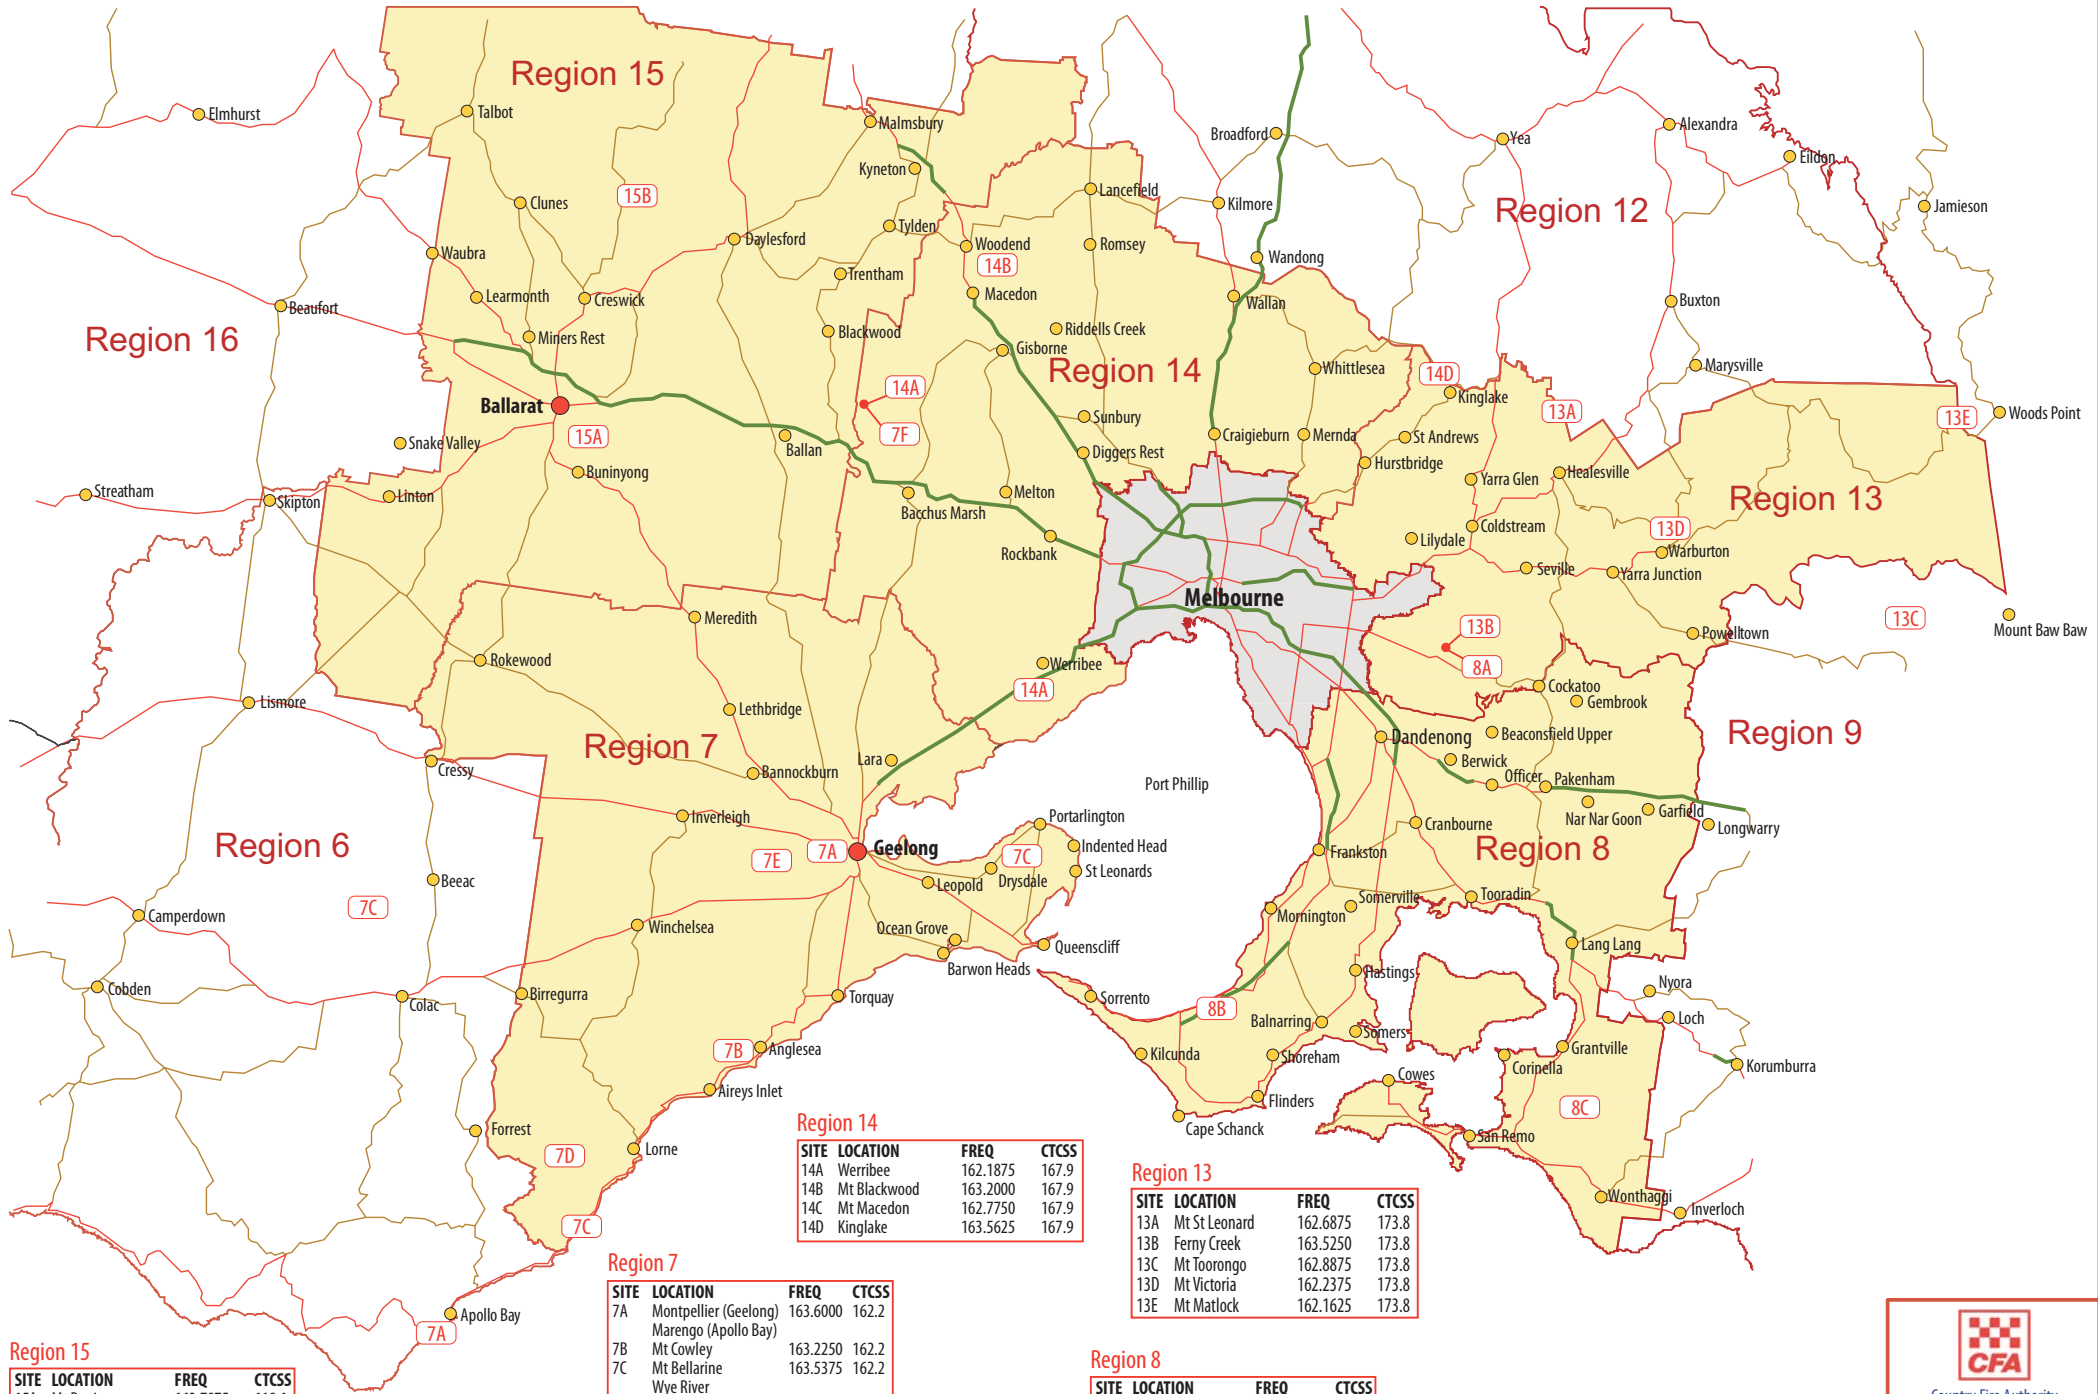 Region 15
Elmhurst
Talbot
Malmsbury
Broadford
Yea
Alexandra
Eildon
Kyneton
15B
Clunes
Lancefield
Kilmore
Region 12
Jamieson
Tylden
Waubra
Daylesford
Woodend
Romsey
Wandong
14B
Trentham
Learmonth
Creswick
Macedon
Wallan
Buxton
Beaufort
Region 16
Miners Rest
Blackwood
Riddells Creek
Gisborne
Region 14
Whittlesea
14D
Marysville
14A
Kinglake
Ballarat
13A
13E
Woods Point
Sunbury
7F
15A
Snake Valley
Ballan
Craigieburn
Mernda
St Andrews
Diggers Rest
Hurstbridge
Buninyong
Healesville
Yarra Glen
Streatham
Skipton
Linton
Melton
Bacchus Marsh
Region 13
Coldstream
13D
Lilydale
Rockbank
Warburton
Seville
Yarra Junction
Melbourne
Meredith
13B
13C
Powelltown
Mount Baw Baw
Rokewood
Werribee
8A
14A
Cockatoo
Gembrook
Lismore
Lethbridge
Region 7
Dandenong
Beaconsfield Upper
Region 9
Cressy
Lara
Bannockburn
Berwick
Officer
Pakenham
Port Phillip
Inverleigh
Portarlington
Cranbourne
Nar Nar Goon
Garfield
Longwarry
Region 6
7E
7A
Geelong
Indented Head
7C
Frankston
Region 8
Beeac
Leopold
Drysdale
St Leonards
7C
Camperdown
Somerville
Tooradin
Mornington
Winchelsea
Ocean Grove
Queenscliff
Lang Lang
Barwon Heads
Hastings
Cobden
Colac
Birregurra
Torquay
Sorrento
8B
Nyora
Loch
Balnarring
Somers
7B
Anglesea
Kilcunda
Shoreham
Grantville
Corinella
Korumburra
Cowes
Aireys Inlet
Flinders
8C
Cape Schanck
Forrest
San Remo
7D
Lorne
Wonthaggi
Inverloch
7C
Apollo Bay
7A
Region 14
SITE LOCATION FREQ CTCSS
14A Werribee 162.1875 167.9
14B Mt Blackwood 163.2000 167.9
14C Mt Macedon 162.7750 167.9
14D Kinglake 163.5625 167.9
Region 13
SITE LOCATION FREQ CTCSS
13A Mt St Leonard 162.6875 173.8
13B Ferny Creek 163.5250 173.8
13C Mt Toorongo 162.8875 173.8
13D Mt Victoria 162.2375 173.8
13E Mt Matlock 162.1625 173.8
Region 7
SITE LOCATION FREQ CTCSS
7A Montpellier (Geelong) 163.6000 162.2
Marengo (Apollo Bay)
7B Mt Cowley 163.2250 162.2
7C Mt Bellarine 163.5375 162.2
Wye River
Region 15
SITE LOCATION FREQ CTCSS
Region 8
SITE LOCATION FREQ CTCSS
CFA
Country Fire Authority